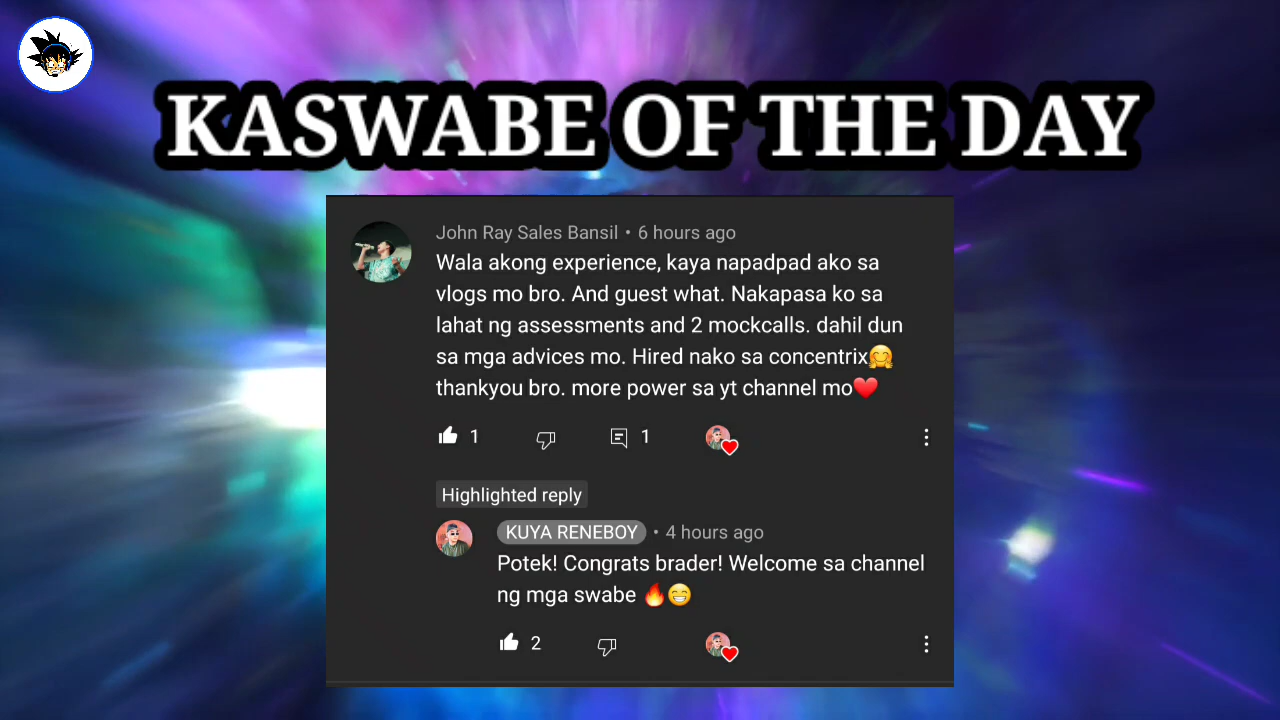 KASWABE OF THE DAY
John Ray Sales Bansil • 6 hours ago
Wala akong experience, kaya napadpad ako sa
vlogs mo bro. And guest what. Nakapasa ko sa
lahat ng assessments and 2 mockcalls. dahil dun
sa mga advices mo. Hired nako sa concentrix🤗
thankyou bro. more power sa yt channel mo❤️
1 1
Highlighted reply
KUYA RENEBOY • 4 hours ago
Potek! Congrats brader! Welcome sa channel
ng mga swabe 🔥😁
2